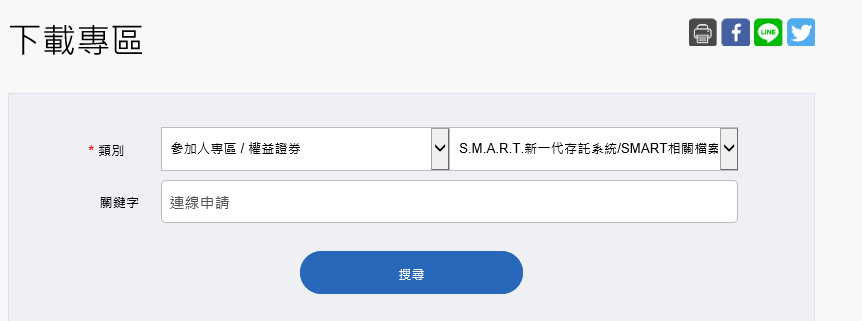 下載專區
LINE
* 類別
參加人專區 / 權益證券
S.M.A.R.T.新一代存託系統/SMART相關檔案
關鍵字
連線申請
搜尋